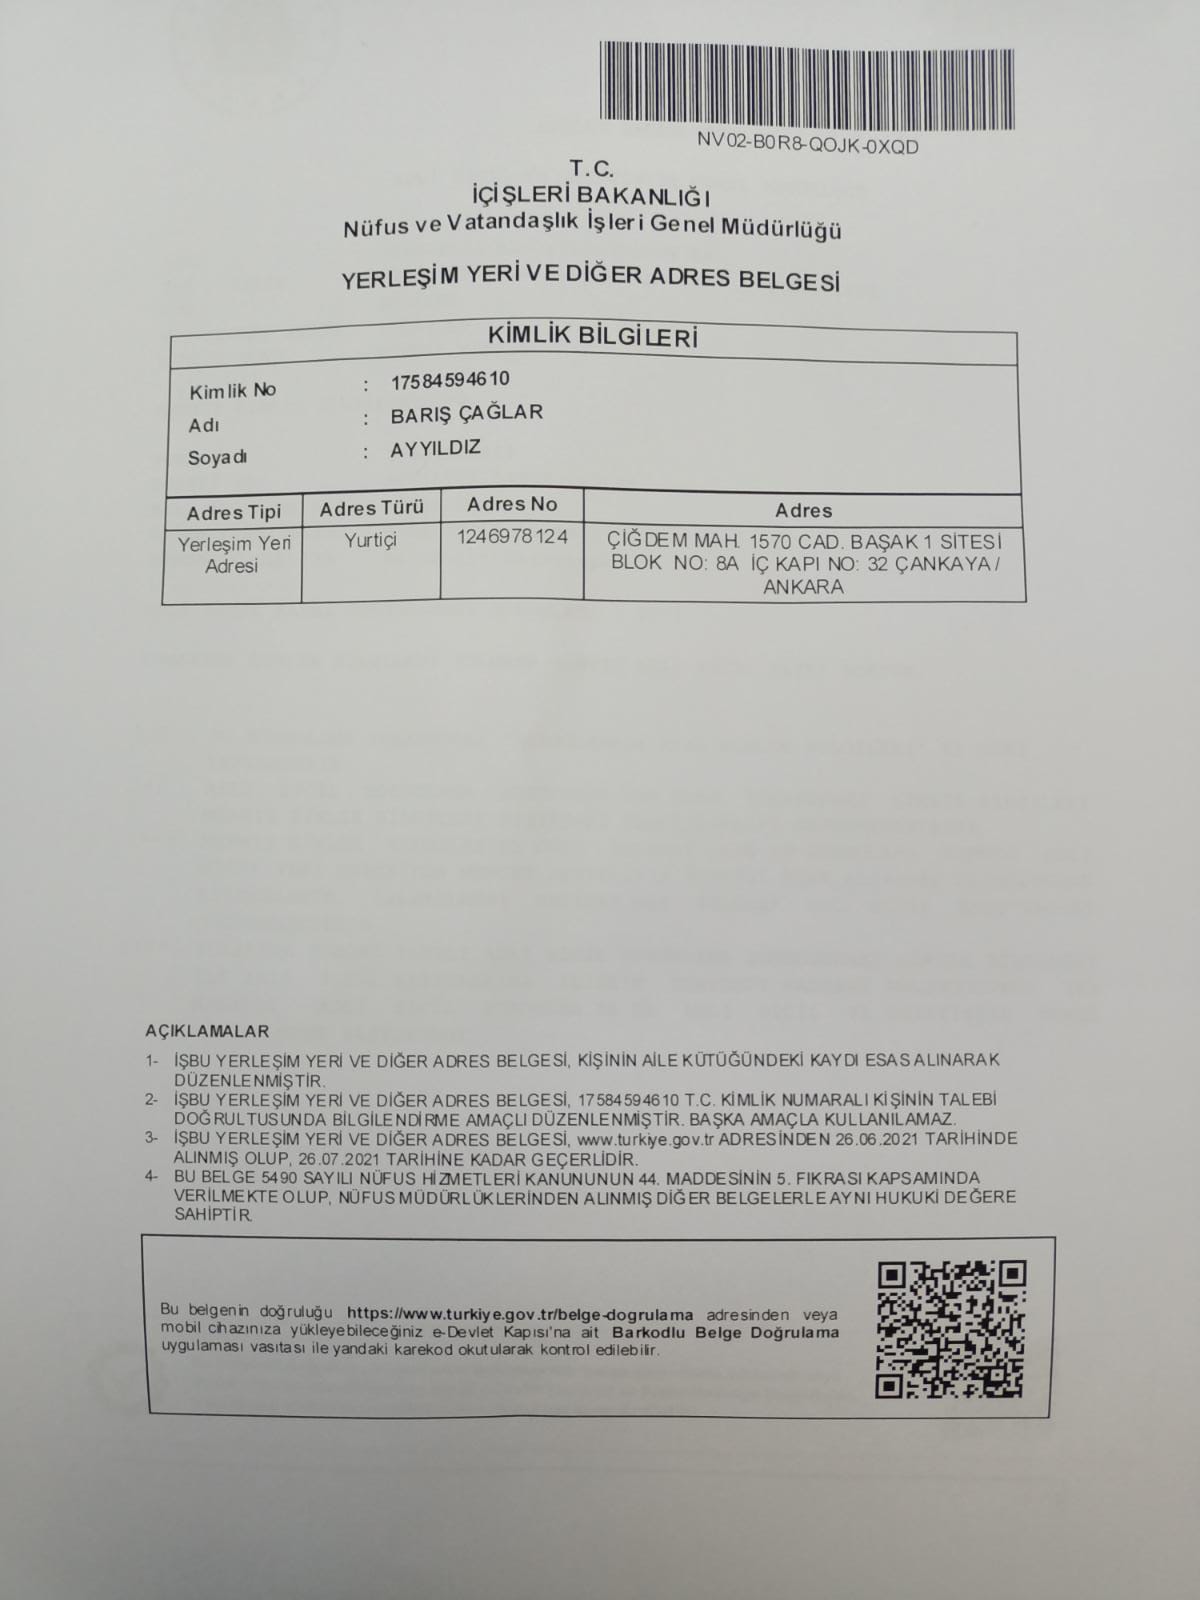 NV02-B0R8-QOJK-0XQD
T.C.
İÇİŞLERİ BAKANLIĞI
Nüfus ve Vatandaşlık İşleri Genel Müdürlüğü
YERLEŞİM YERİ VE DİĞER ADRES BELGESİ
KİMLİK BİLGİLERİ
Kimlik No : 17584594610
Adı : BARIŞ ÇAĞLAR
Soyadı : AYYILDIZ
Adres Tipi Adres Türü Adres No Adres
Yerleşim Yeri Yurtiçi 1246978124 ÇİĞDEM MAH. 1570 CAD. BAŞAK 1 SİTESİ
Adresi BLOK NO: 8A İÇ KAPI NO: 32 ÇANKAYA /
ANKARA
AÇIKLAMALAR
1- İŞBU YERLEŞİM YERİ VE DİĞER ADRES BELGESİ, KİŞİNİN AİLE KÜTÜĞÜNDEKİ KAYDI ESAS ALINARAK
DÜZENLENMİŞTİR.
2- İŞBU YERLEŞİM YERİ VE DİĞER ADRES BELGESİ, 17584594610 T.C. KİMLİK NUMARALI KİŞİNİN TALEBİ
DOĞRULTUSUNDA BİLGİLENDİRME AMAÇLI DÜZENLENMİŞTİR. BAŞKA AMAÇLA KULLANILAMAZ.
3- İŞBU YERLEŞİM YERİ VE DİĞER ADRES BELGESİ, www.turkiye.gov.tr ADRESİNDEN 26.06.2021 TARİHİNDE
ALINMIŞ OLUP, 26.07.2021 TARİHİNE KADAR GEÇERLİDİR.
4- BU BELGE 5490 SAYILI NÜFUS HİZMETLERİ KANUNUNUN 44. MADDESİNİN 5. FIKRASI KAPSAMINDA
VERİLMEKTE OLUP, NÜFUS MÜDÜRLÜKLERİNDEN ALINMIŞ DİĞER BELGELERLE AYNI HUKUKİ DEĞERE
SAHİPTİR.
Bu belgenin doğruluğu https://www.turkiye.gov.tr/belge-dogrulama adresinden veya
mobil cihazınıza yükleyebileceğiniz e-Devlet Kapısı'na ait Barkodlu Belge Doğrulama
uygulaması vasıtası ile yandaki karekod okutularak kontrol edilebilir.